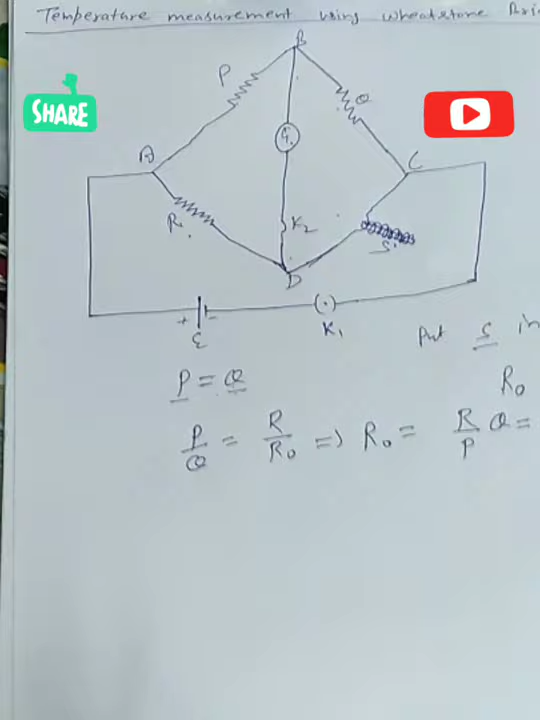 Temperature measurement using wheatstone
B
P
Q
SHARE
G
A
C
R
K2
S
D
+ -
ε
K1
Put S in
P = Q
R0
P/Q = R/R0 => R0 = R/P Q =